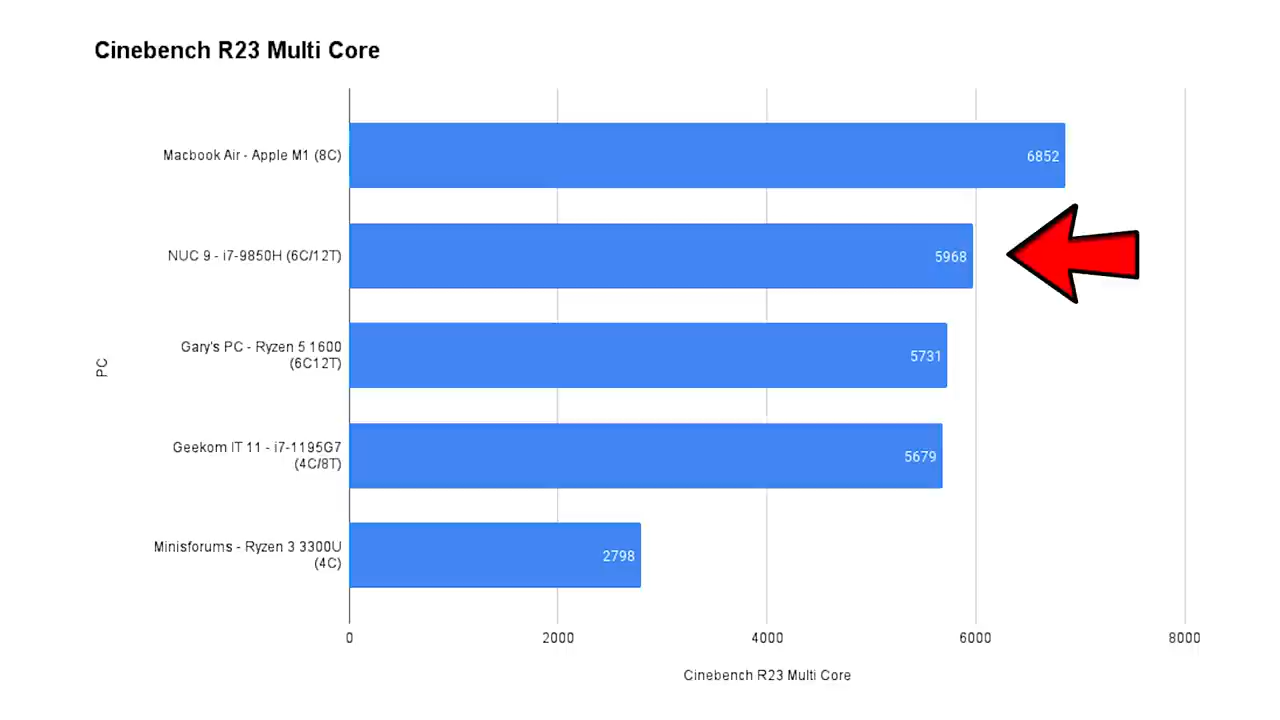 Cinebench R23 Multi Core
Macbook Air - Apple M1 (8C)
6852
NUC 9 - i7-9850H (6C/12T)
5968
Gary's PC - Ryzen 5 1600
(6C12T)
5731
PC
Geekom IT 11 - i7-1195G7
(4C/8T)
5679
Minisforums - Ryzen 3 3300U
(4C)
2798
0
2000
4000
6000
8000
Cinebench R23 Multi Core